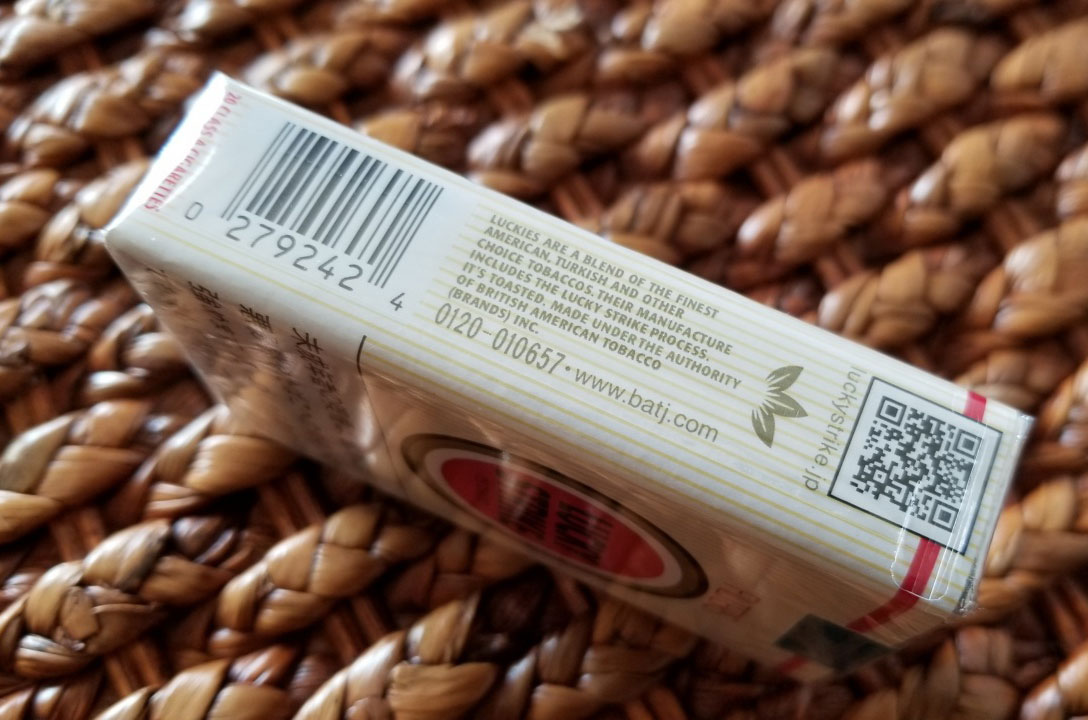 20 CLASS A CIGARETTES
0 279242 4
LUCKIES ARE A BLEND OF THE FINEST
AMERICAN, TURKISH AND OTHER
CHOICE TOBACCOS. THEIR MANUFACTURE
INCLUDES THE LUCKY STRIKE PROCESS.
IT'S TOASTED. MADE UNDER THE AUTHORITY
OF BRITISH AMERICAN TOBACCO
(BRANDS) INC.
0120-010657•www.batj.com
luckystrike.jp
LUCKY
STRIKE